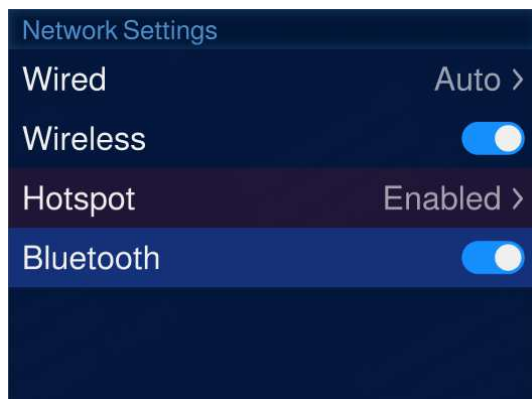 Network Settings
Wired Auto >
Wireless
Hotspot Enabled >
Bluetooth